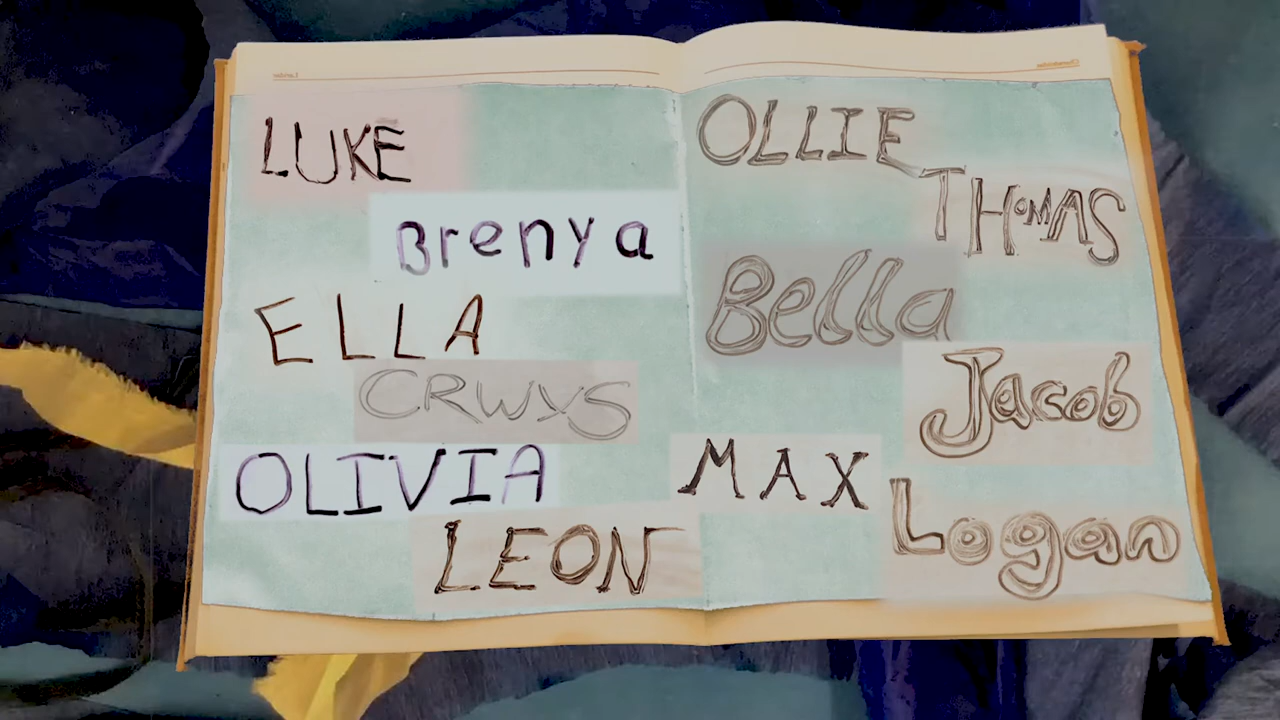 LUKE
Brenya
ELLA
CRWYS
OLIVIA
LEON
OLLIE
THOMAS
Bella
Jacob
MAX
Logan